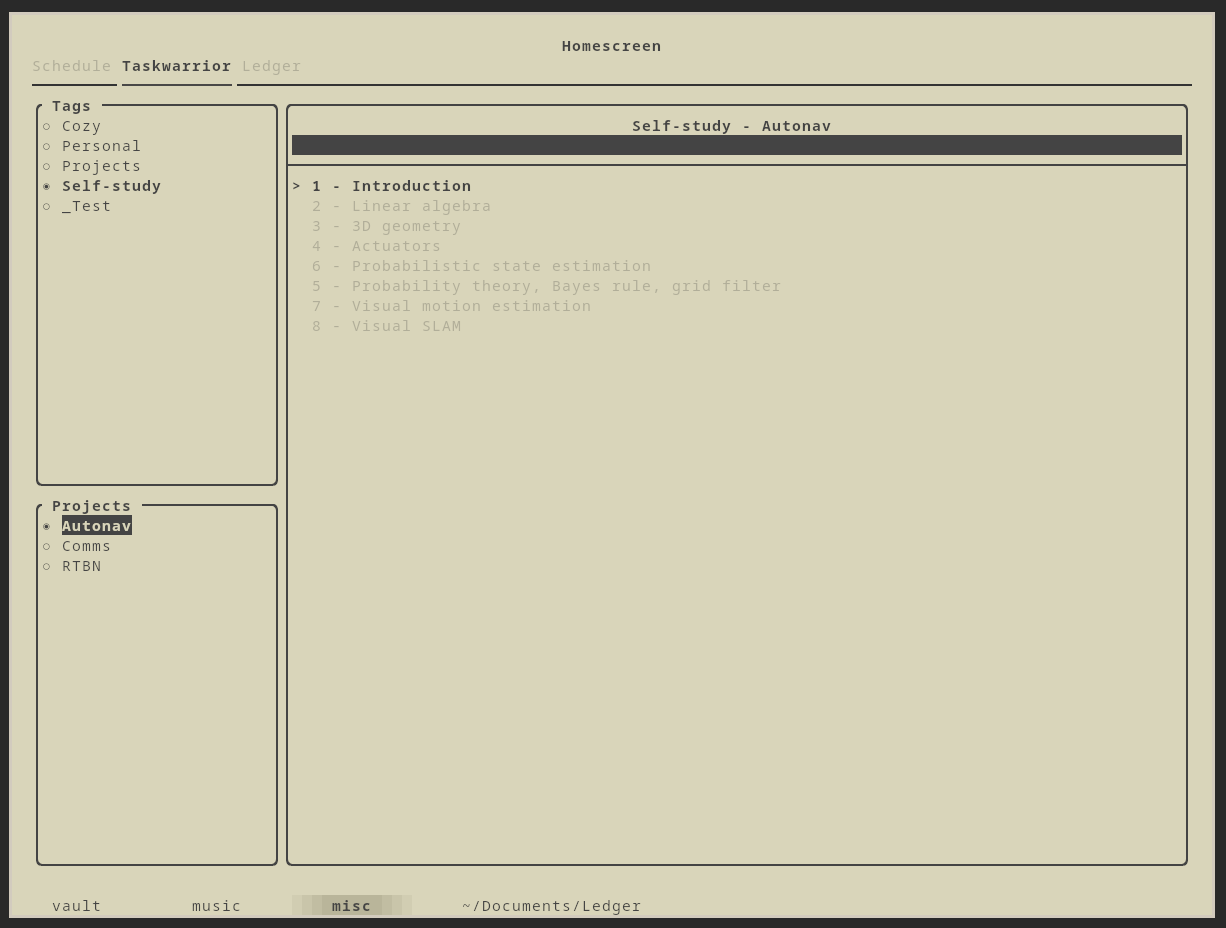 Homescreen
Schedule Taskwarrior Ledger
Tags
Cozy
Personal
Projects
Self-study
_Test
Projects
Autonav
Comms
RTBN
Self-study - Autonav
> 1 - Introduction
2 - Linear algebra
3 - 3D geometry
4 - Actuators
6 - Probabilistic state estimation
5 - Probability theory, Bayes rule, grid filter
7 - Visual motion estimation
8 - Visual SLAM
vault music misc ~/Documents/Ledger